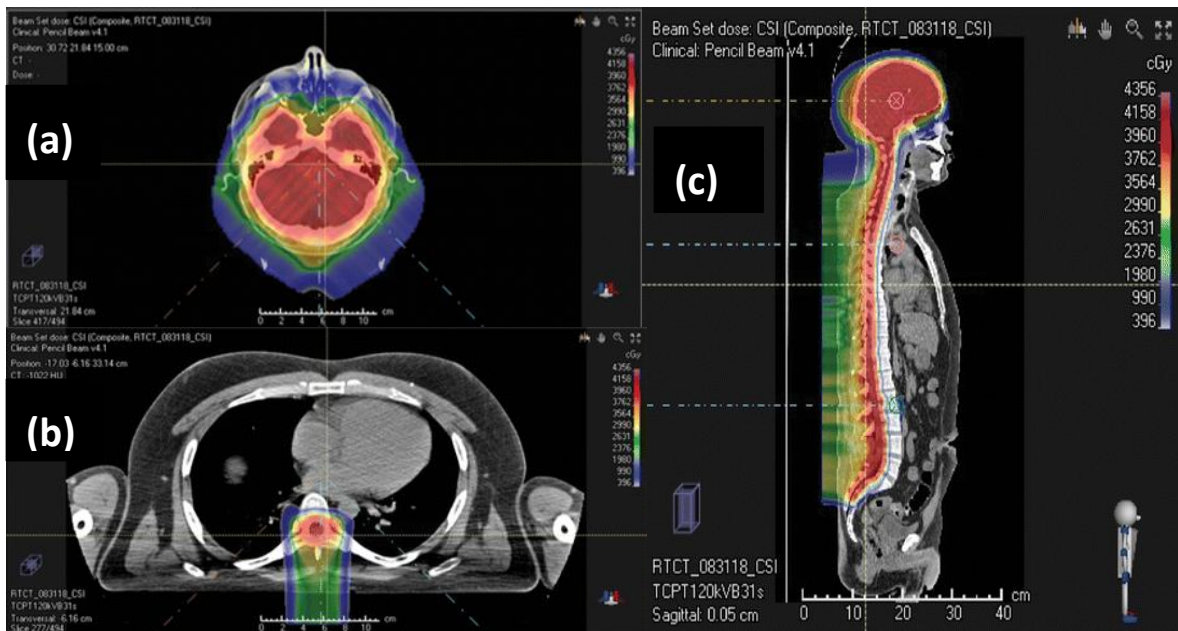 Beam Set dose: CSI (Composite, RTCT_083118_CSI)
Clinical: Pencil Beam v4.1
Position: 30.72 21.84 15.00 cm
CT: -
Dose: -
cGy
4356
4158
3960
3762
3564
2990
2631
2376
1980
990
396
(a)
RTCT_083118_CSI
TCPT120kVB31s
Transversal: 21.84 cm
Slice 417/494
0 2 4 6 8 10 cm
Beam Set dose: CSI (Composite, RTCT_083118_CSI)
Clinical: Pencil Beam v4.1
Position: -17.03 -6.16 33.14 cm
CT: -1022 HU
cGy
4356
4158
3960
3762
3564
2990
2631
2376
1980
990
396
(b)
RTCT_083118_CSI
TCPT120kVB31s
Transversal: -6.16 cm
Slice 277/494
0 2 4 6 8 10 cm
Beam Set dose: CSI (Composite, RTCT_083118_CSI)
Clinical: Pencil Beam v4.1
cGy
4356
4158
3960
3762
3564
2990
2631
2376
1980
990
396
(c)
RTCT_083118_CSI
TCPT120kVB31s
Sagittal: 0.05 cm
0 10 20 30 40 cm